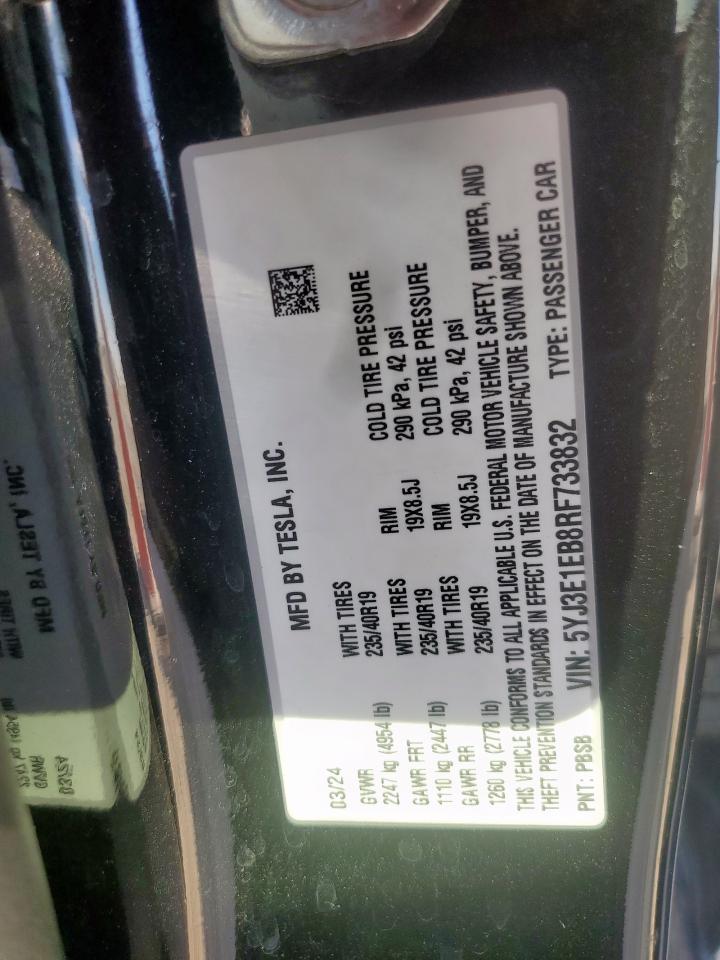 MFD BY TESLA, INC.
03/24
GVWR WITH TIRES RIM COLD TIRE PRESSURE
2247 kg (4954 lb) 235/40R19 19X8.5J 290 kPa, 42 psi
GAWR FRT WITH TIRES RIM COLD TIRE PRESSURE
1110 kg (2447 lb) 235/40R19 19X8.5J 290 kPa, 42 psi
GAWR RR WITH TIRES
1260 kg (2778 lb) 235/40R19
THIS VEHICLE CONFORMS TO ALL APPLICABLE U.S. FEDERAL MOTOR VEHICLE SAFETY, BUMPER, AND
THEFT PREVENTION STANDARDS IN EFFECT ON THE DATE OF MANUFACTURE SHOWN ABOVE.
PNT: PBSB VIN: 5YJ3E1EB8RF733832 TYPE: PASSENGER CAR
MFD BY TESLA, INC.
03/24
GVWR